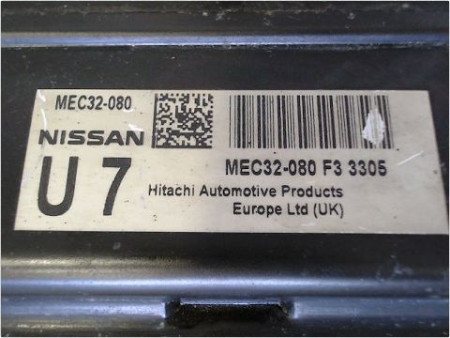 MEC32-080
NISSAN
U 7
MEC32-080 F3 3305
Hitachi Automotive Products
Europe Ltd (UK)